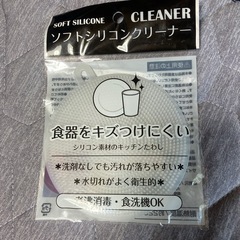 SOFT SILICONE CLEANER
ソフトシリコンクリーナー
食器をキズつけにくい
シリコン素材のキッチンたわし
*洗剤なしでも汚れが落ちやすい*
*水切れがよく衛生的*
煮沸消毒・食洗機OK